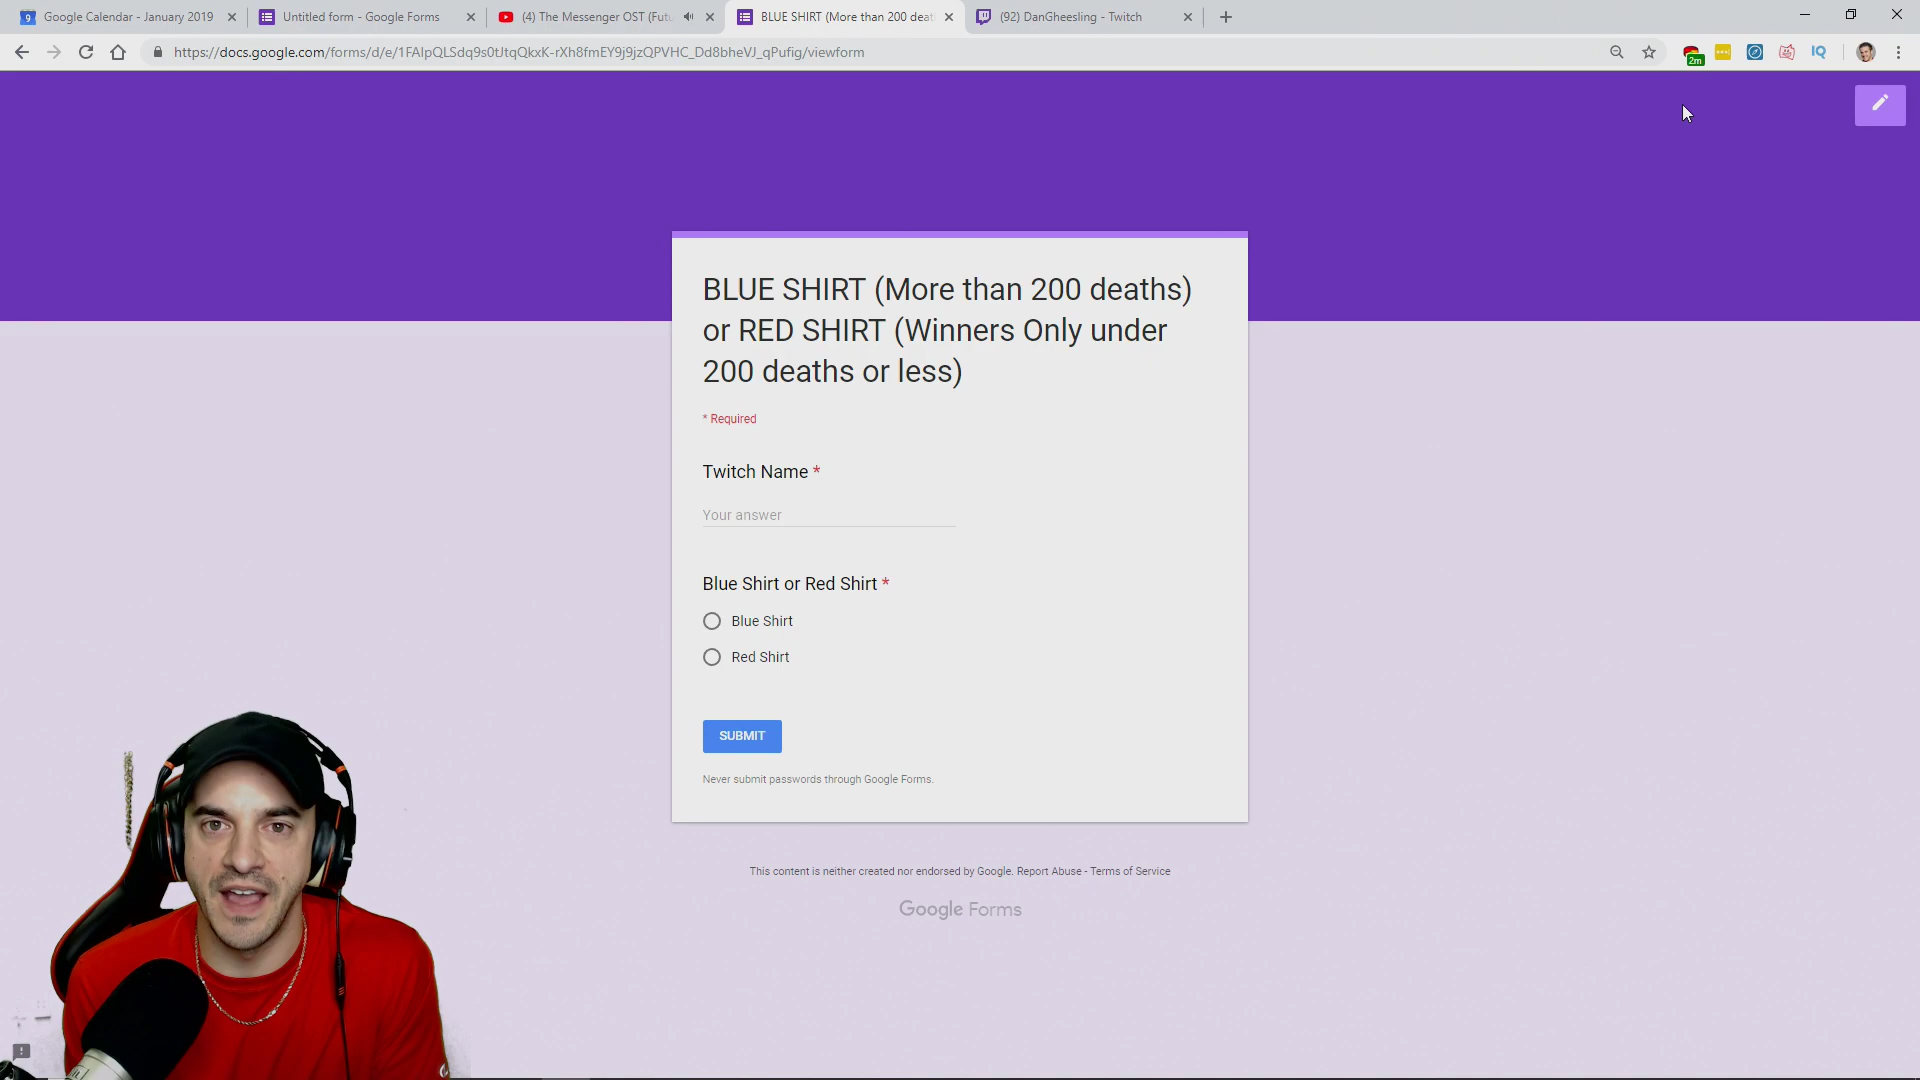 Google Calendar - January 2019
Untitled form - Google Forms
(4) The Messenger OST (Futu
BLUE SHIRT (More than 200 deat
(92) DanGheesling - Twitch
https://docs.google.com/forms/d/e/1FAIpQLSdq9s0tJtqQkxK-rXh8fmEY9j9jzQPVHC_Dd8bheVJ_qPufig/viewform
2m
IQ
BLUE SHIRT (More than 200 deaths)
or RED SHIRT (Winners Only under
200 deaths or less)
* Required
Twitch Name *
Your answer
Blue Shirt or Red Shirt *
Blue Shirt
Red Shirt
SUBMIT
Never submit passwords through Google Forms.
This content is neither created nor endorsed by Google. Report Abuse - Terms of Service
Google Forms